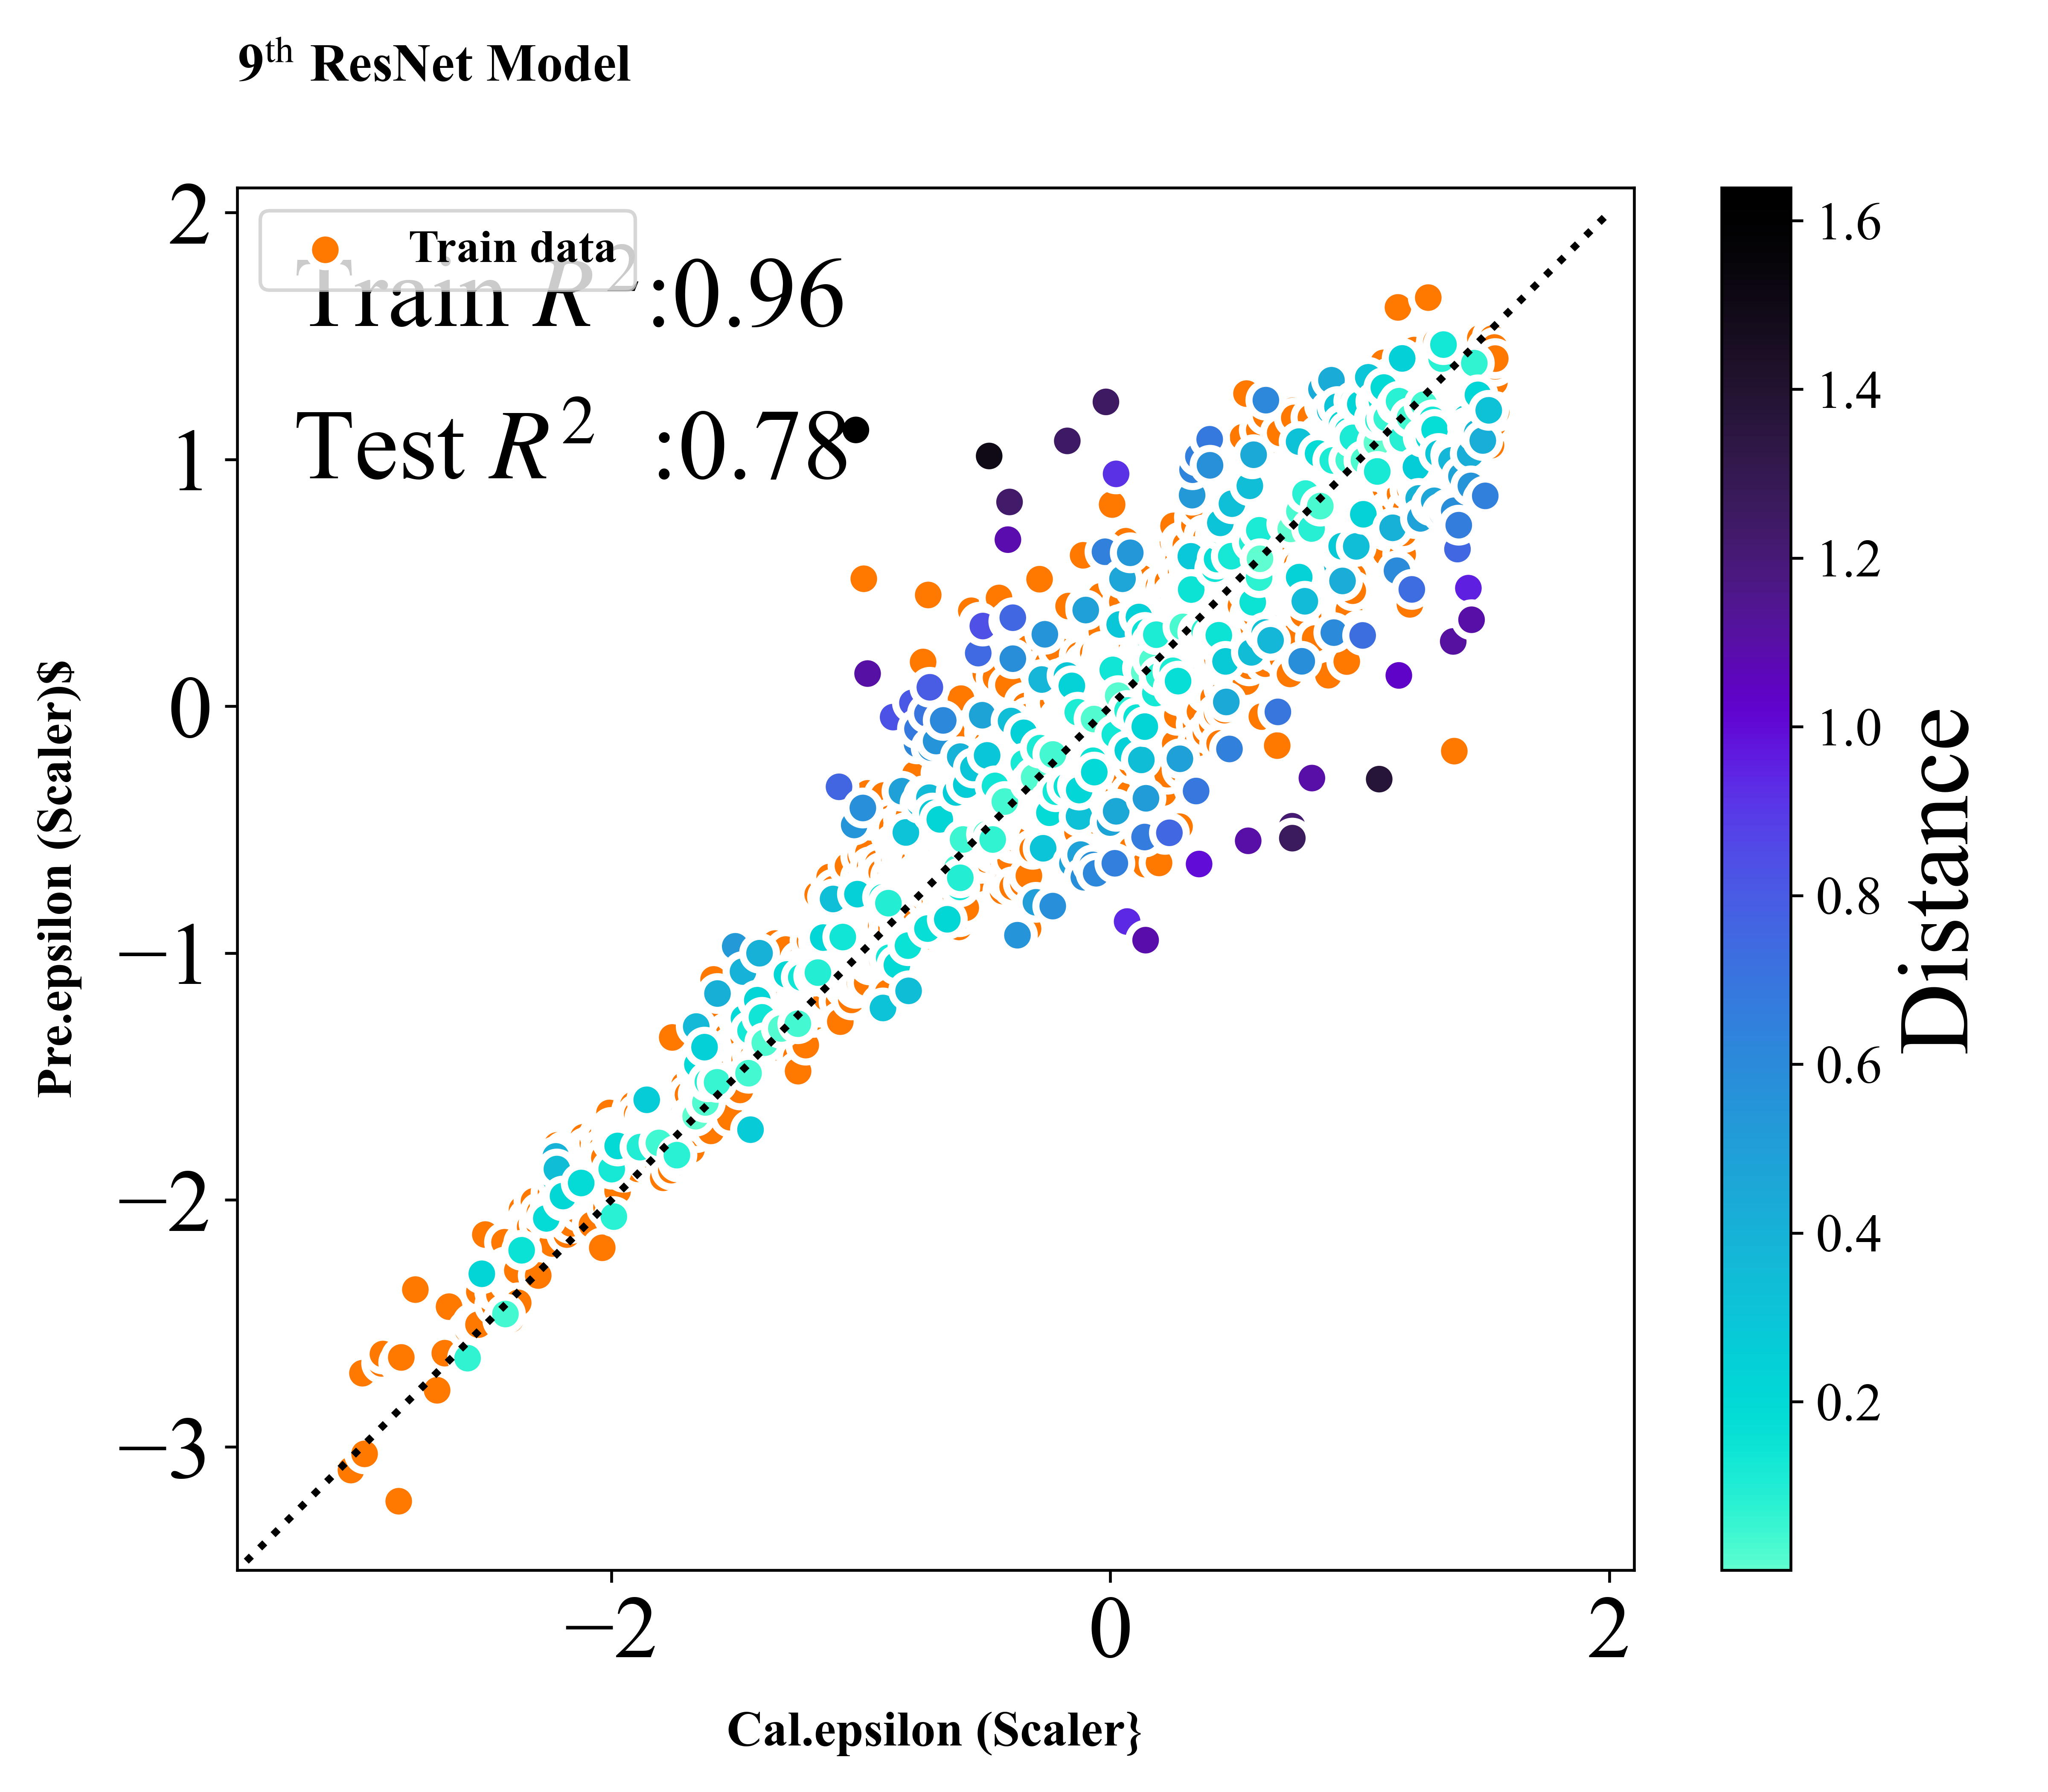 9th ResNet Model
Train data
Train R2 :0.96
Test R2 :0.78
2
1
0
−1
−2
−3
−2
0
2
Pre.epsilon (Scaler)$
Cal.epsilon (Scaler}
1.6
1.4
1.2
1.0
0.8
0.6
0.4
0.2
Distance